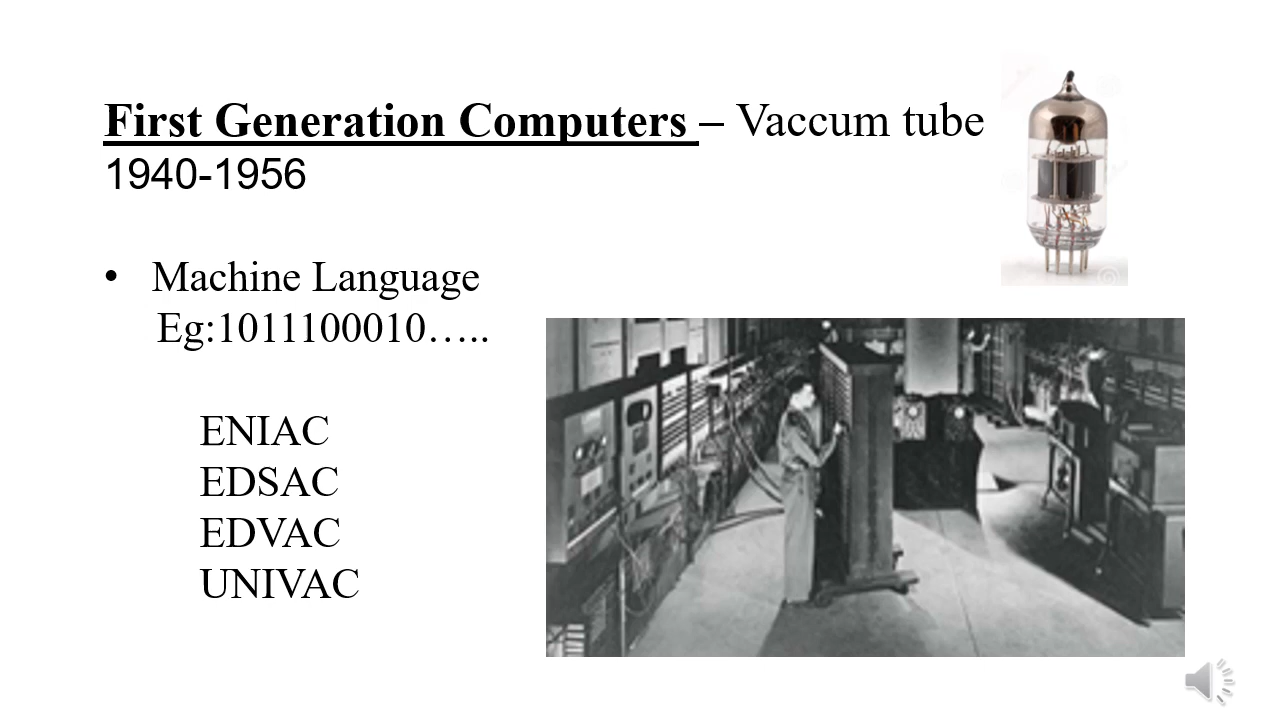 First Generation Computers – Vaccum tube
1940-1956
• Machine Language
Eg:1011100010…..
ENIAC
EDSAC
EDVAC
UNIVAC